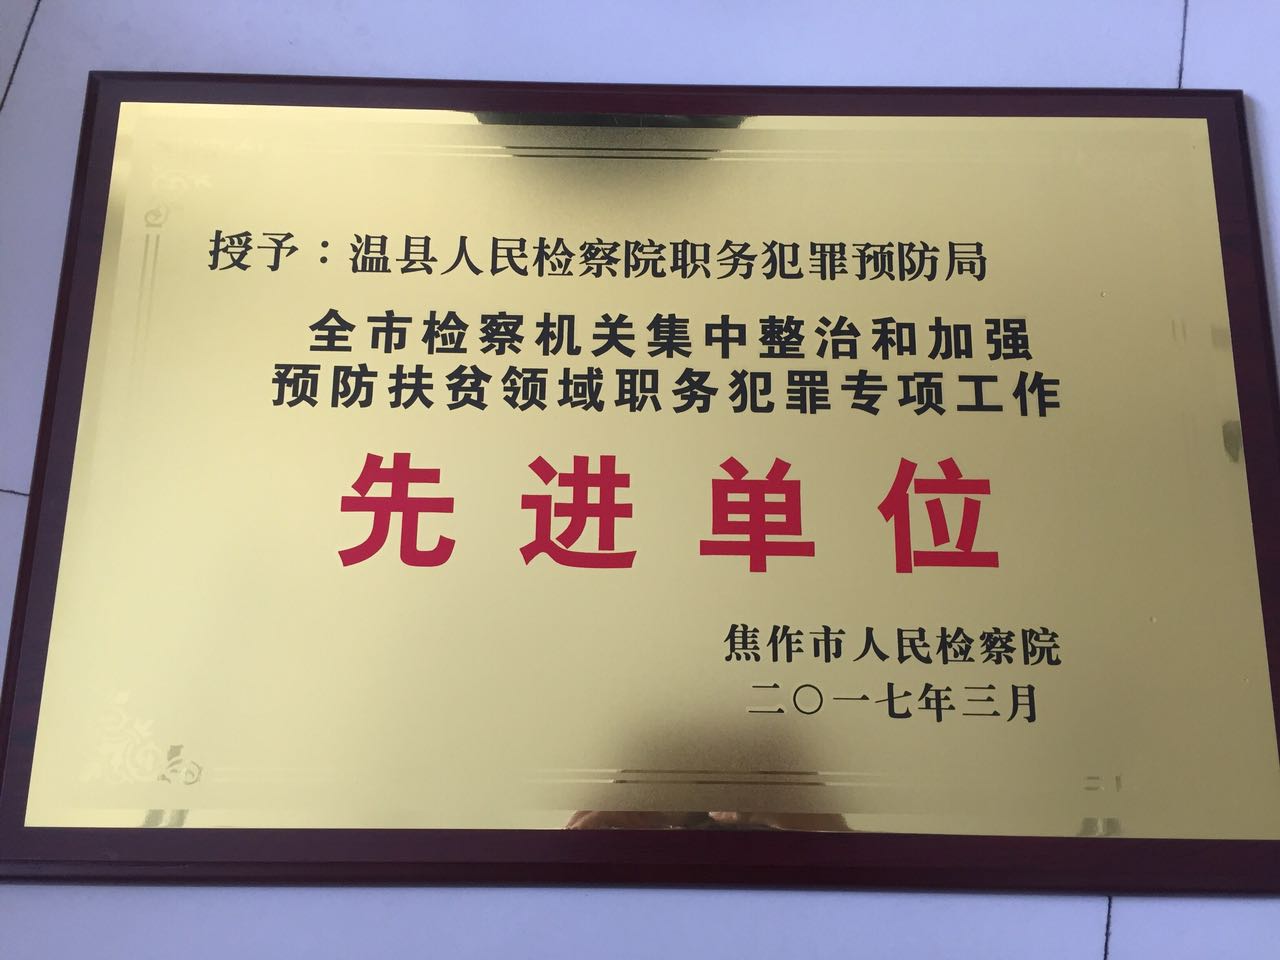 授予：温县人民检察院职务犯罪预防局
全市检察机关集中整治和加强
预防扶贫领域职务犯罪专项工作
先进单位
焦作市人民检察院
二〇一七年三月